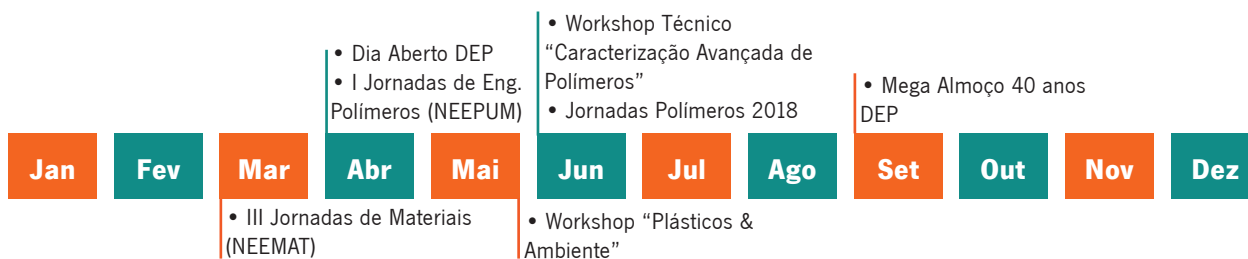 • Workshop Técnico
“Caracterização Avançada de
Polímeros”
• Jornadas Polímeros 2018
• Dia Aberto DEP
• I Jornadas de Eng.
Polímeros (NEEPUM)
• Mega Almoço 40 anos
DEP
Jan Fev Mar Abr Mai Jun Jul Ago Set Out Nov Dez
• III Jornadas de Materiais
(NEEMAT)
• Workshop “Plásticos &
Ambiente”